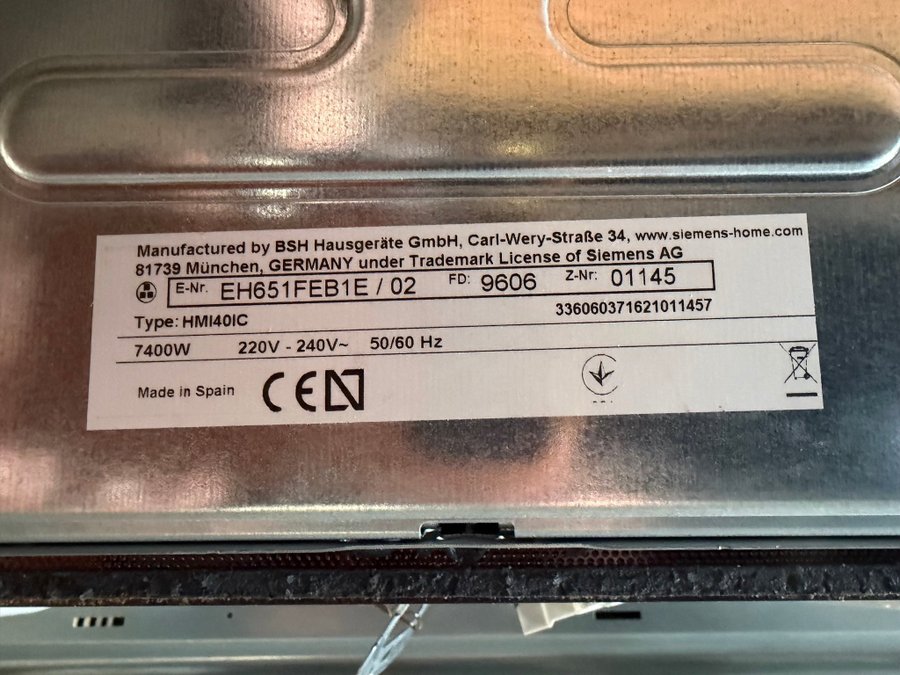 Manufactured by BSH Hausgeräte GmbH, Carl-Wery-Straße 34, www.siemens-home.com
81739 München, GERMANY under Trademark License of Siemens AG
E-Nr. EH651FEB1E / 02 FD: 9606 Z-Nr: 01145
336060371621011457
Type: HMI40IC
7400W 220V - 240V~ 50/60 Hz
Made in Spain CE N